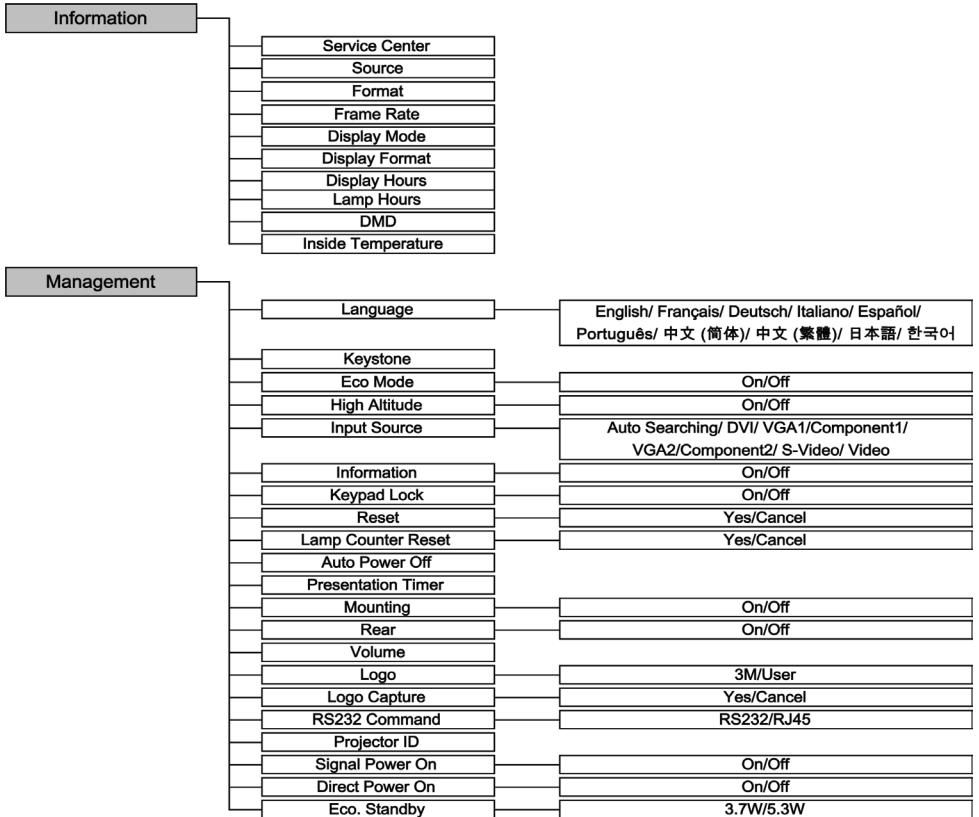 Information
Service Center
Source
Format
Frame Rate
Display Mode
Display Format
Display Hours
Lamp Hours
DMD
Inside Temperature
Management
Language
English/ Français/ Deutsch/ Italiano/ Español/
Português/ 中文 (简体)/ 中文 (繁體)/ 日本語/ 한국어
Keystone
Eco Mode
On/Off
High Altitude
On/Off
Input Source
Auto Searching/ DVI/ VGA1/Component1/
VGA2/Component2/ S-Video/ Video
Information
On/Off
Keypad Lock
On/Off
Reset
Yes/Cancel
Lamp Counter Reset
Yes/Cancel
Auto Power Off
Presentation Timer
Mounting
On/Off
Rear
On/Off
Volume
Logo
3M/User
Logo Capture
Yes/Cancel
RS232 Command
RS232/RJ45
Projector ID
Signal Power On
On/Off
Direct Power On
On/Off
Eco. Standby
3.7W/5.3W